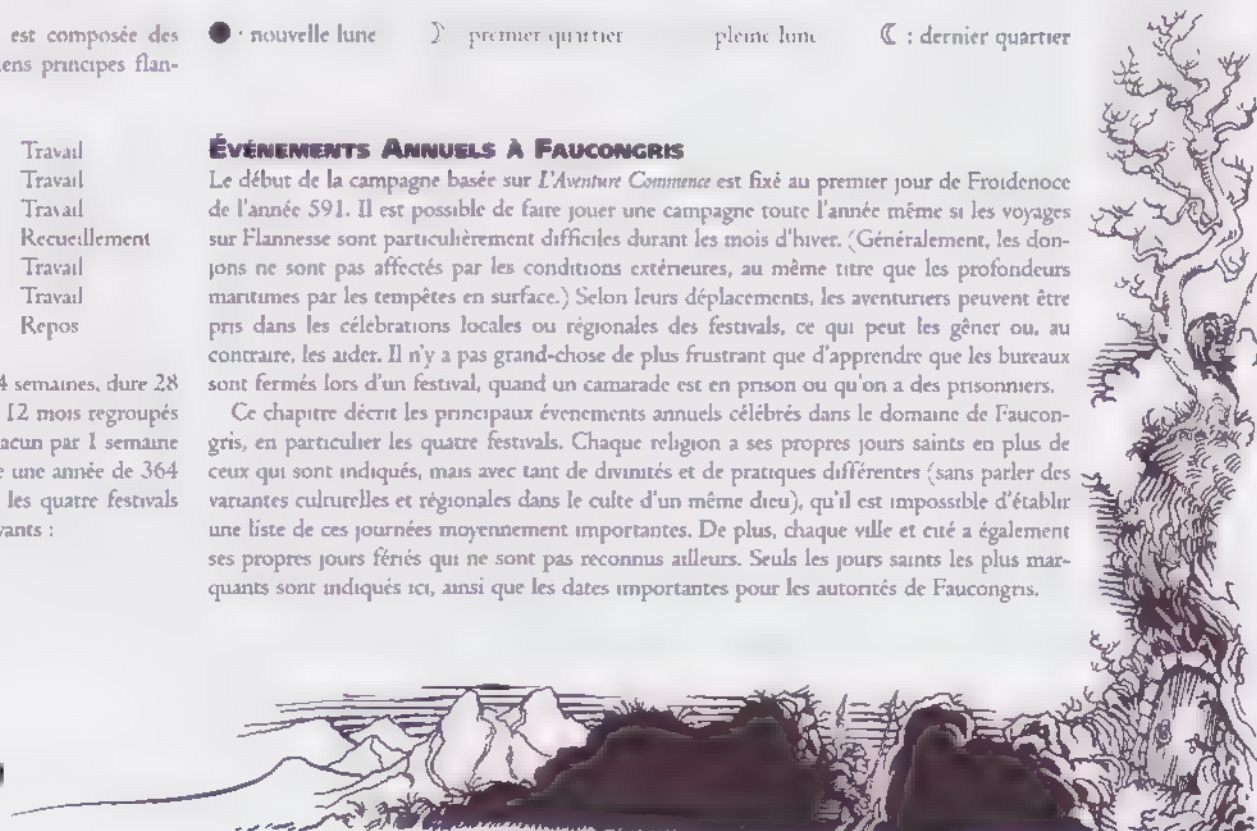 est composée des
ens principes flan-
Travail
Travail
Travail
Recueillement
Travail
Travail
Repos
4 semaines, dure 28
12 mois regroupés
acun par 1 semaine
e une année de 364
les quatre festivals
vants :
● : nouvelle lune ☽ premier quartier pleine lune ☾ : dernier quartier
ÉVÉNEMENTS ANNUELS À FAUCONGRIS
Le début de la campagne basée sur L'Aventure Commence est fixé au premier jour de Froidenoce
de l'année 591. Il est possible de faire jouer une campagne toute l'année même si les voyages
sur Flannesse sont particulièrement difficiles durant les mois d'hiver. (Généralement, les don-
jons ne sont pas affectés par les conditions extérieures, au même titre que les profondeurs
maritimes par les tempêtes en surface.) Selon leurs déplacements, les aventuriers peuvent être
pris dans les célébrations locales ou régionales des festivals, ce qui peut les gêner ou, au
contraire, les aider. Il n'y a pas grand-chose de plus frustrant que d'apprendre que les bureaux
sont fermés lors d'un festival, quand un camarade est en prison ou qu'on a des prisonniers.
Ce chapitre décrit les principaux évenements annuels célébrés dans le domaine de Faucon-
gris, en particulier les quatre festivals. Chaque religion a ses propres jours saints en plus de
ceux qui sont indiqués, mais avec tant de divinités et de pratiques différentes (sans parler des
variantes culturelles et régionales dans le culte d'un même dieu), qu'il est impossible d'établir
une liste de ces journées moyennement importantes. De plus, chaque ville et cité a également
ses propres jours fériés qui ne sont pas reconnus ailleurs. Seuls les jours saints les plus mar-
quants sont indiqués ici, ainsi que les dates importantes pour les autorités de Faucongris.